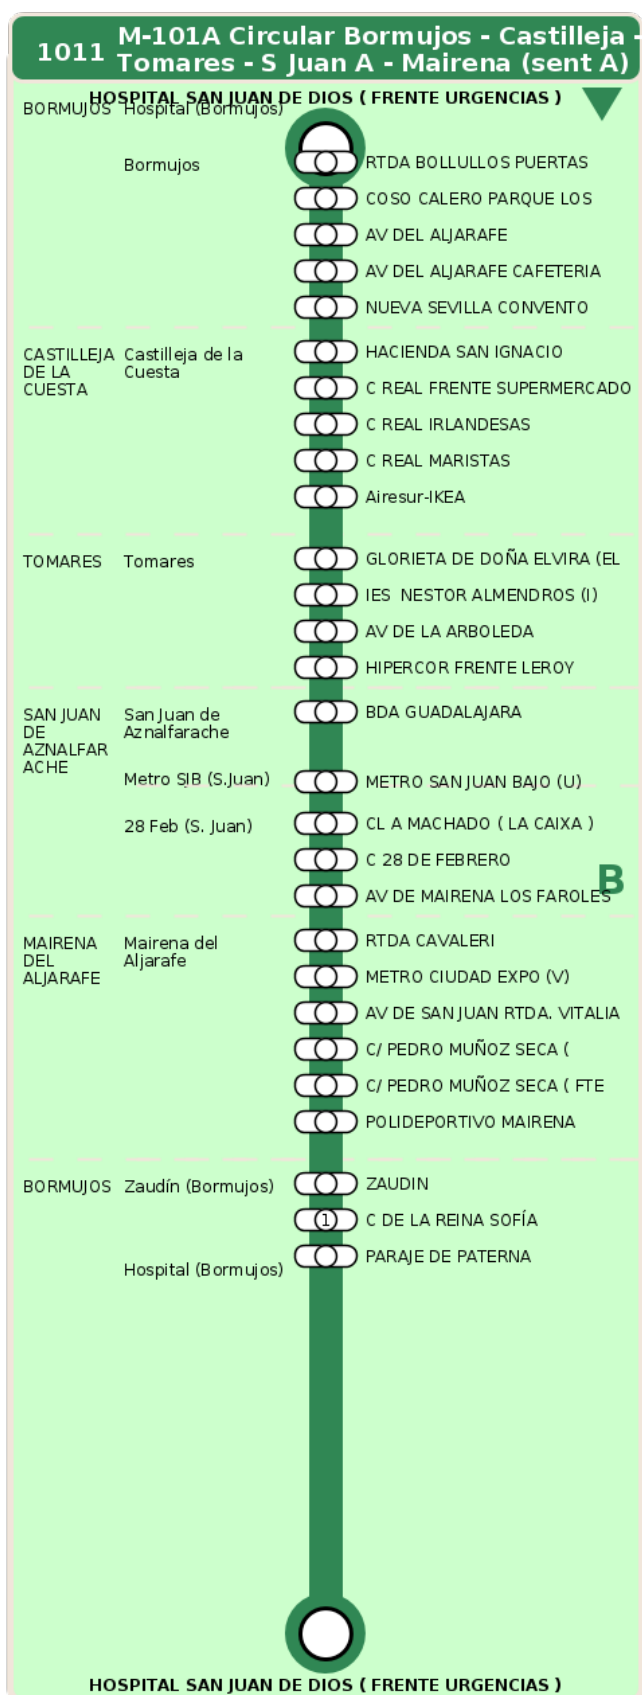 1011
M-101A Circular Bormujos - Castilleja -
Tomares - S Juan A - Mairena (sent A)
HOSPITAL SAN JUAN DE DIOS ( FRENTE URGENCIAS )
BORMUJOS Hospital (Bormujos)
Bormujos RTDA BOLLULLOS PUERTAS
COSO CALERO PARQUE LOS
AV DEL ALJARAFE
AV DEL ALJARAFE CAFETERIA
NUEVA SEVILLA CONVENTO
CASTILLEJA
DE LA
CUESTA
Castilleja de la
Cuesta
HACIENDA SAN IGNACIO
C REAL FRENTE SUPERMERCADO
C REAL IRLANDESAS
C REAL MARISTAS
Airesur-IKEA
TOMARES Tomares GLORIETA DE DOÑA ELVIRA (EL
IES NESTOR ALMENDROS (I)
AV DE LA ARBOLEDA
HIPERCOR FRENTE LEROY
SAN JUAN
DE
AZNALFAR
ACHE
San Juan de
Aznalfarache
BDA GUADALAJARA
Metro SJB (S.Juan) METRO SAN JUAN BAJO (U)
28 Feb (S. Juan) CL A MACHADO ( LA CAIXA )
C 28 DE FEBRERO
B
AV DE MAIRENA LOS FAROLES
MAIRENA
DEL
ALJARAFE
Mairena del
Aljarafe
RTDA CAVALERI
METRO CIUDAD EXPO (V)
AV DE SAN JUAN RTDA. VITALIA
C/ PEDRO MUÑOZ SECA (
C/ PEDRO MUÑOZ SECA ( FTE
POLIDEPORTIVO MAIRENA
BORMUJOS Zaudín (Bormujos) ZAUDIN
1 C DE LA REINA SOFÍA
PARAJE DE PATERNA
Hospital (Bormujos)
HOSPITAL SAN JUAN DE DIOS ( FRENTE URGENCIAS )